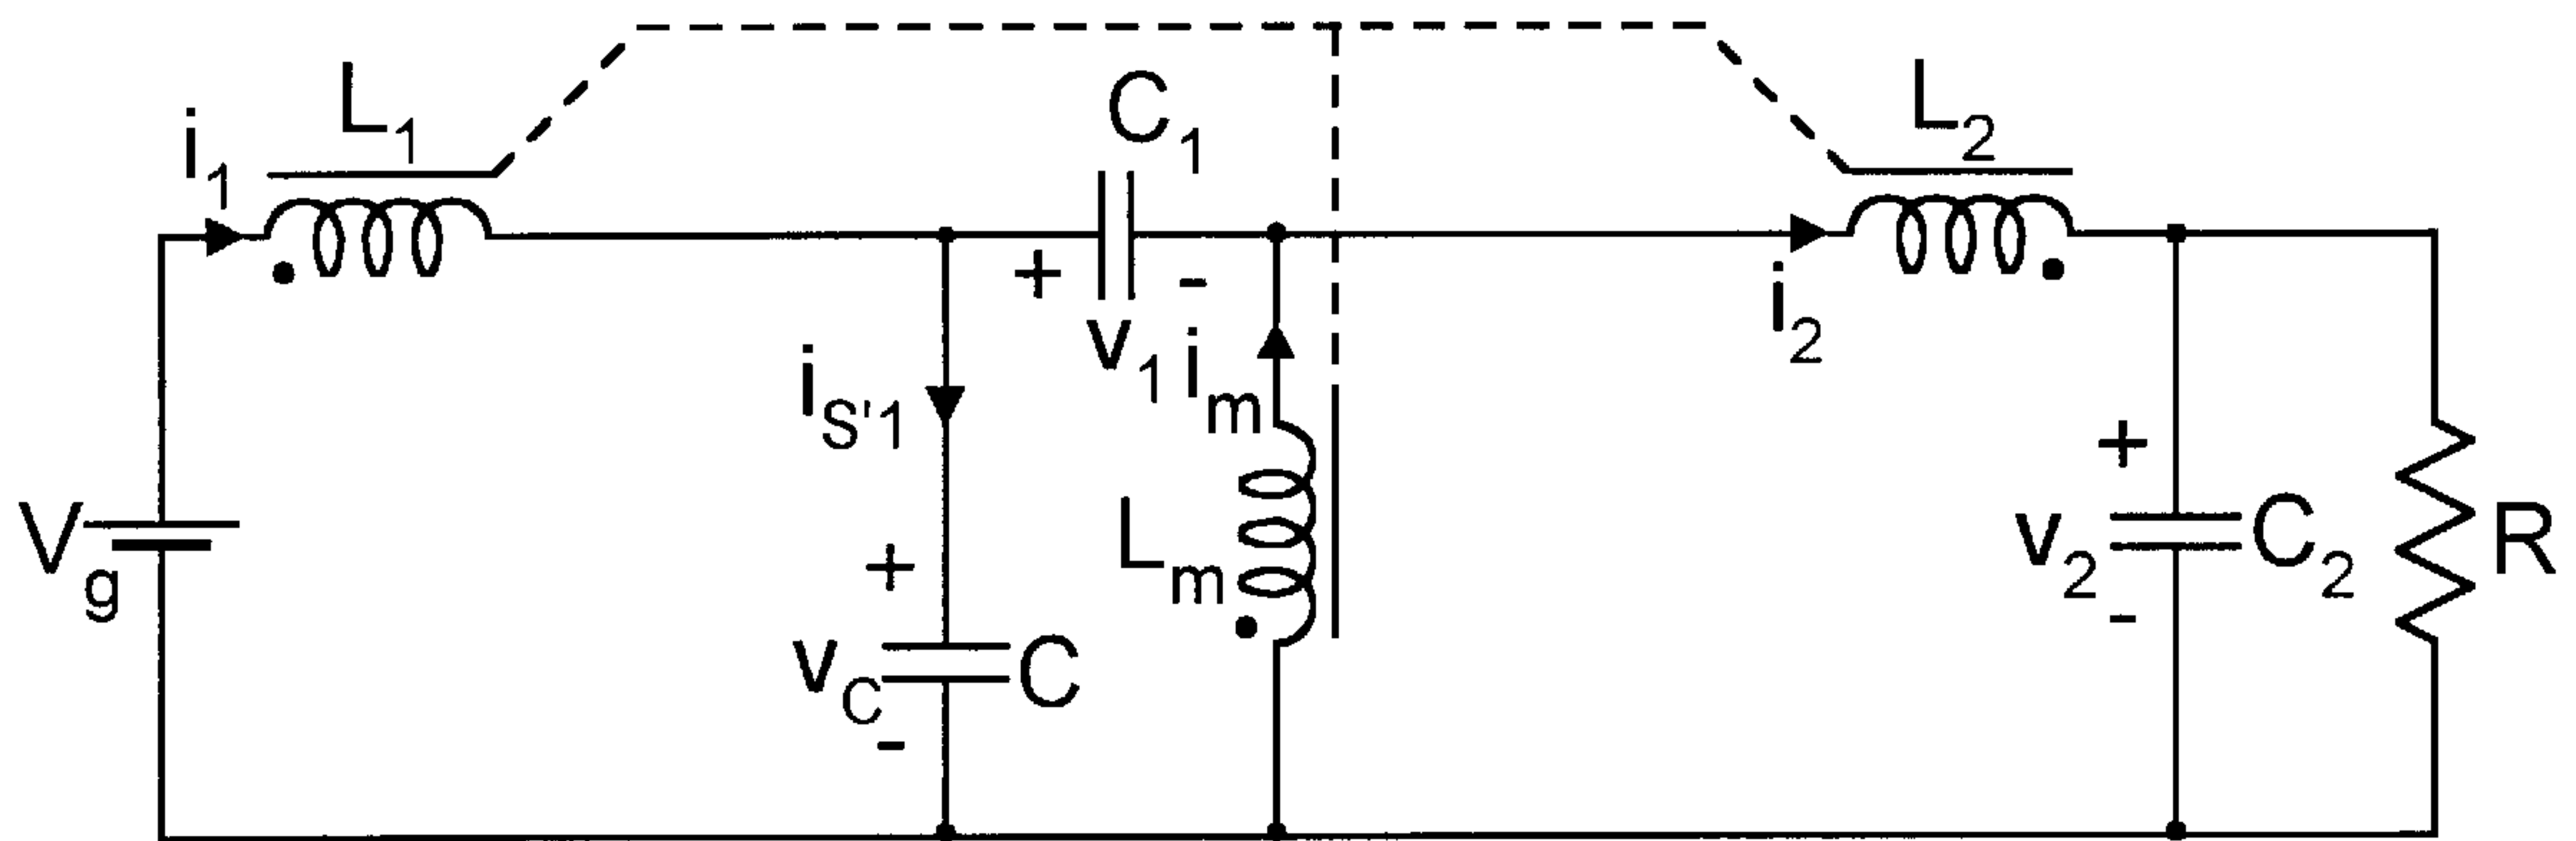 i1
L1
C1
L2
+
-
v1
im
i2
iS'1
Vg
+
vC
-
C
Lm
+
v2
-
C2
R